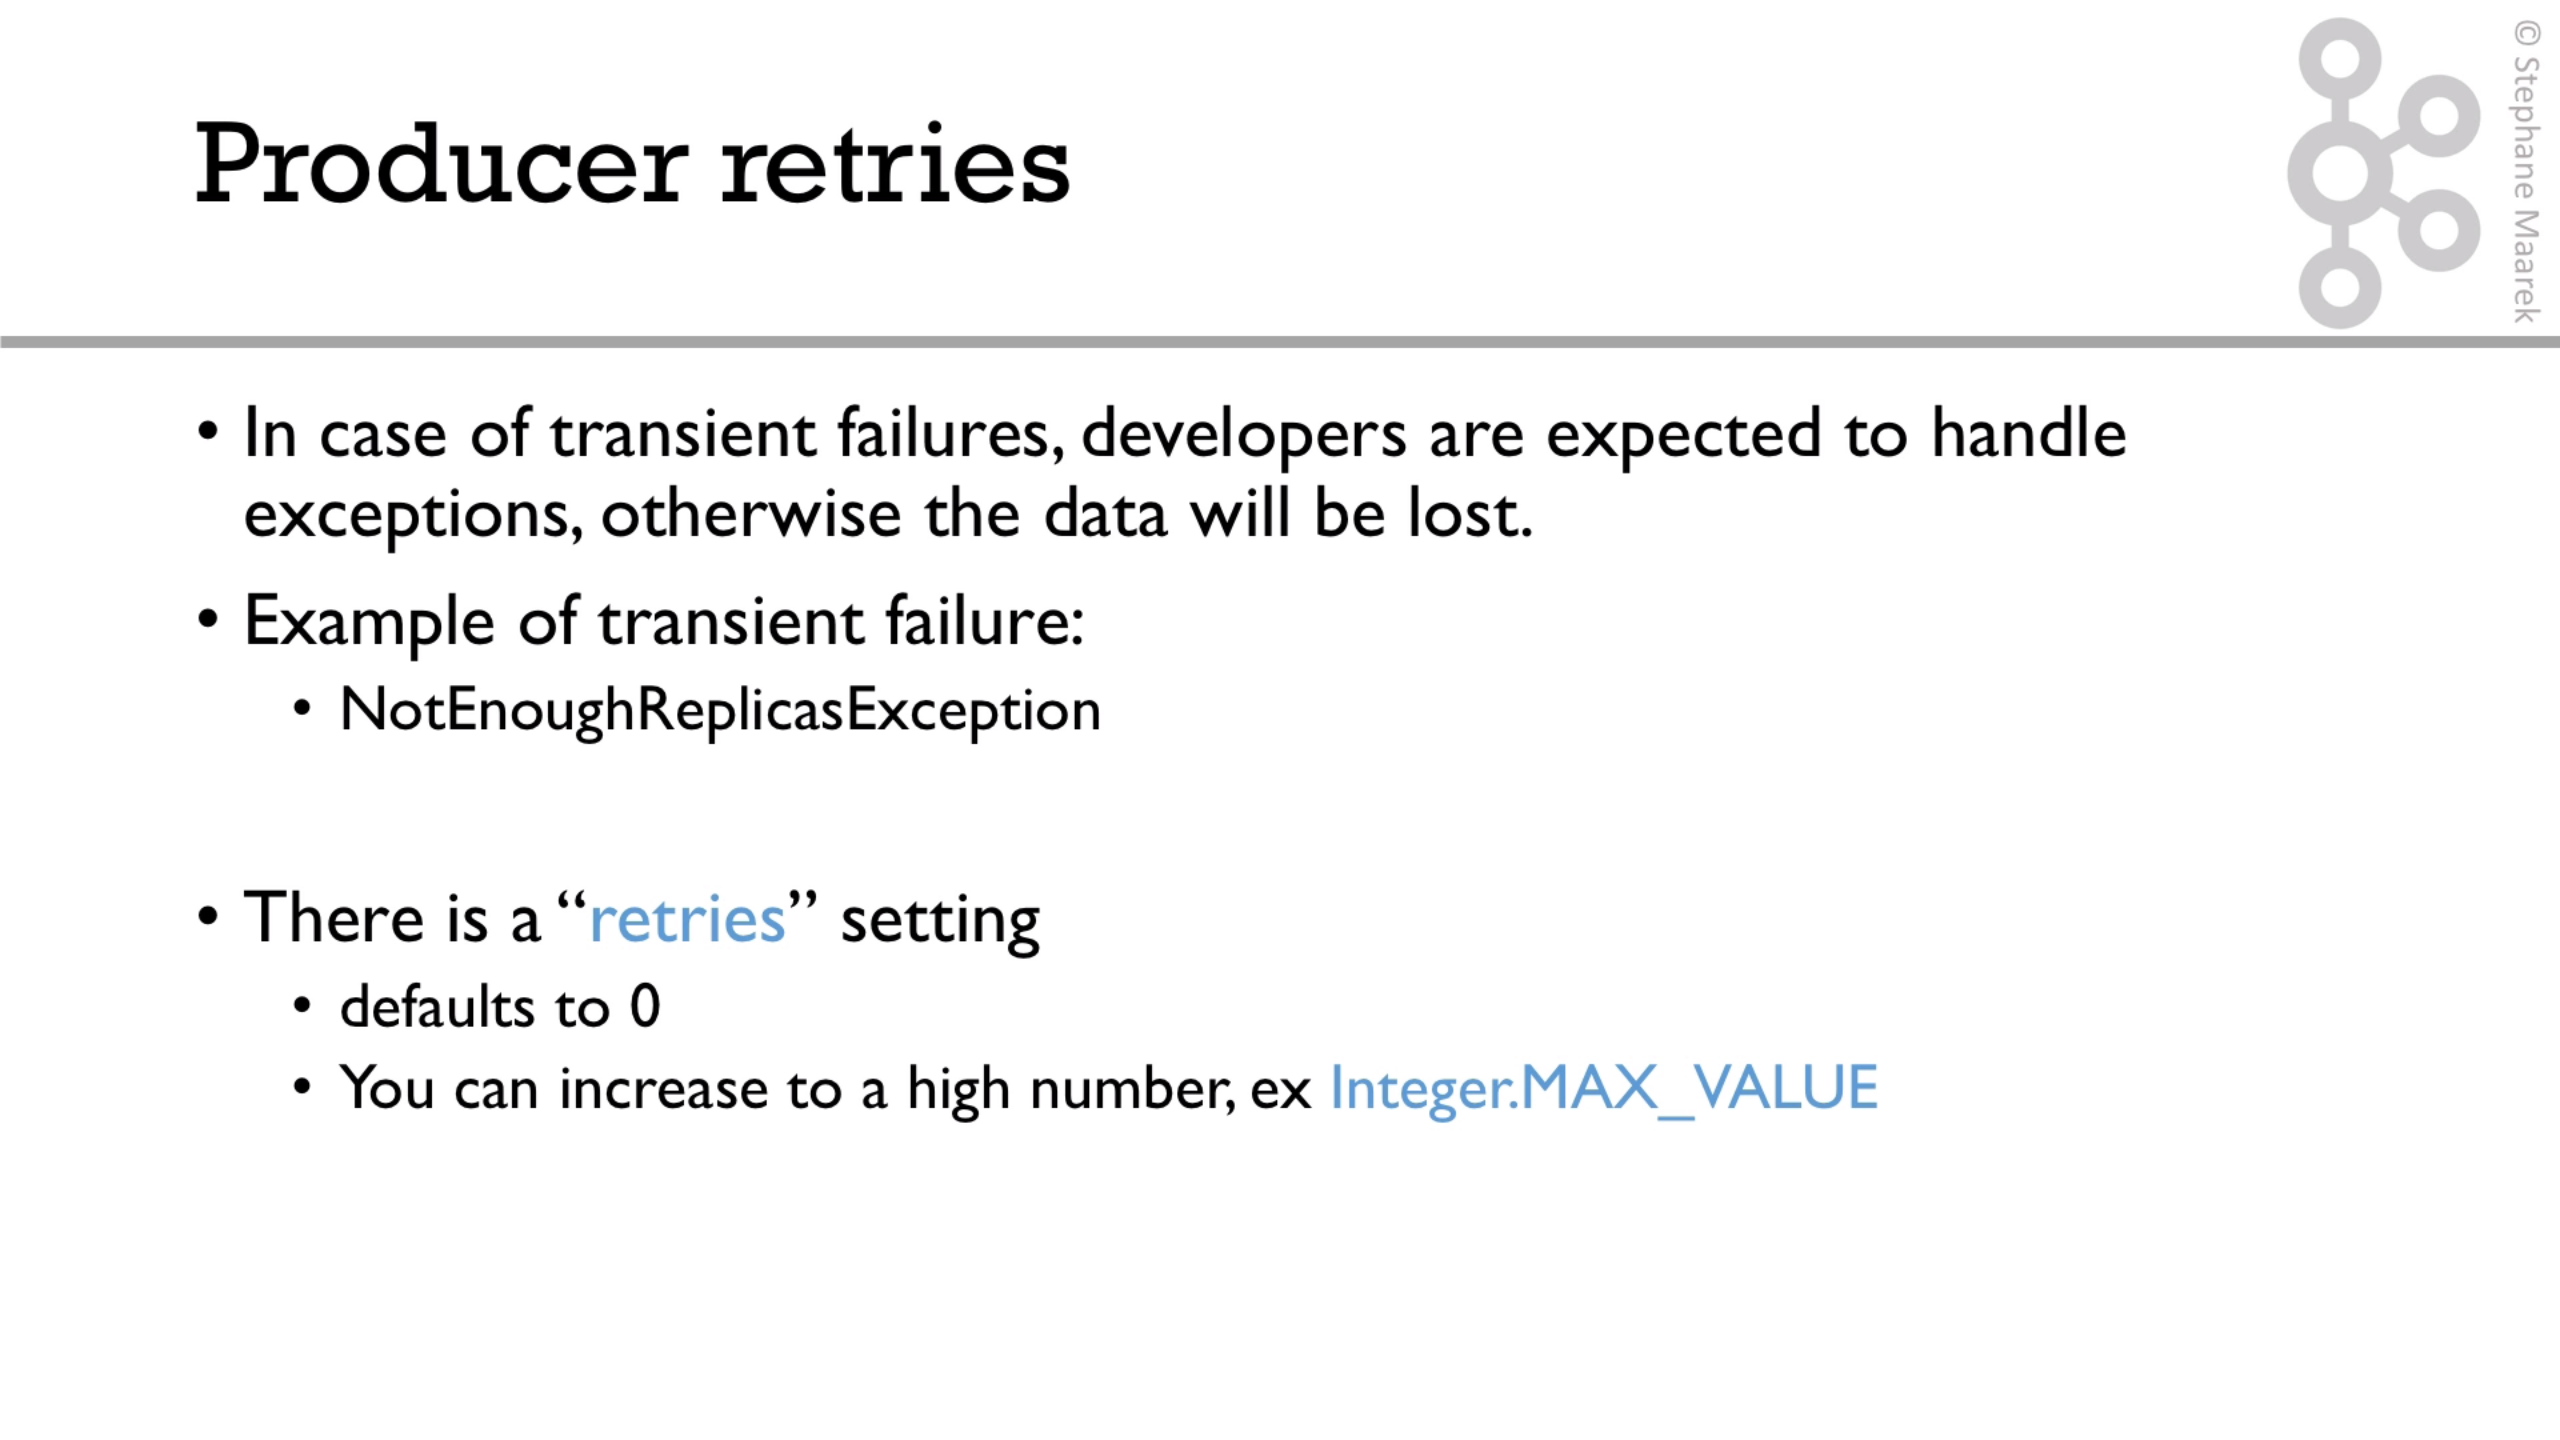 Producer retries
© Stephane Maarek
• In case of transient failures, developers are expected to handle
exceptions, otherwise the data will be lost.
• Example of transient failure:
• NotEnoughReplicasException
• There is a “retries” setting
• defaults to 0
• You can increase to a high number, ex Integer.MAX_VALUE